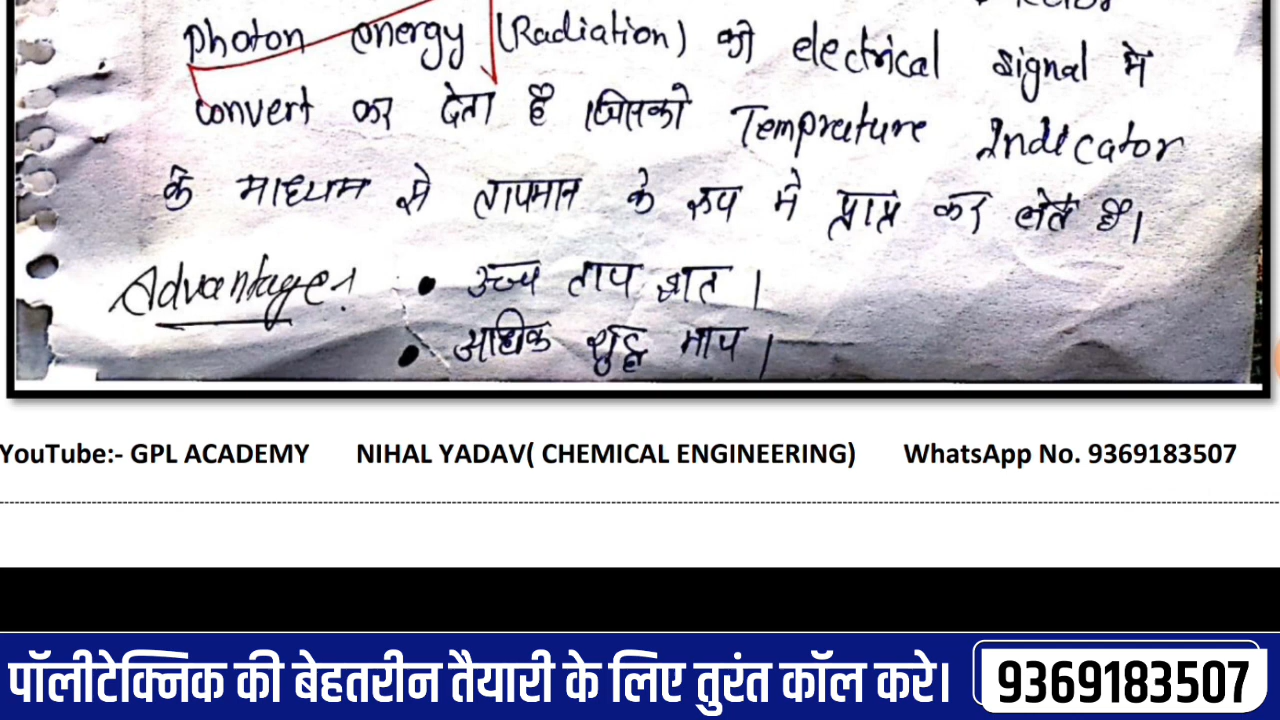 photon energy (Radiation) को electrical signal में
convert कर देता है । जिसको Temprature Indicator
के माध्यम से तापमान के रुप मे प्राप्त कर लेते है।
Advantage:
• उच्च ताप ज्ञात ।
• अधिक शुद्ध माप ।
YouTube:- GPL ACADEMY NIHAL YADAV( CHEMICAL ENGINEERING) WhatsApp No. 9369183507
पॉलीटेक्निक की बेहतरीन तैयारी के लिए तुरंत कॉल करे। 9369183507